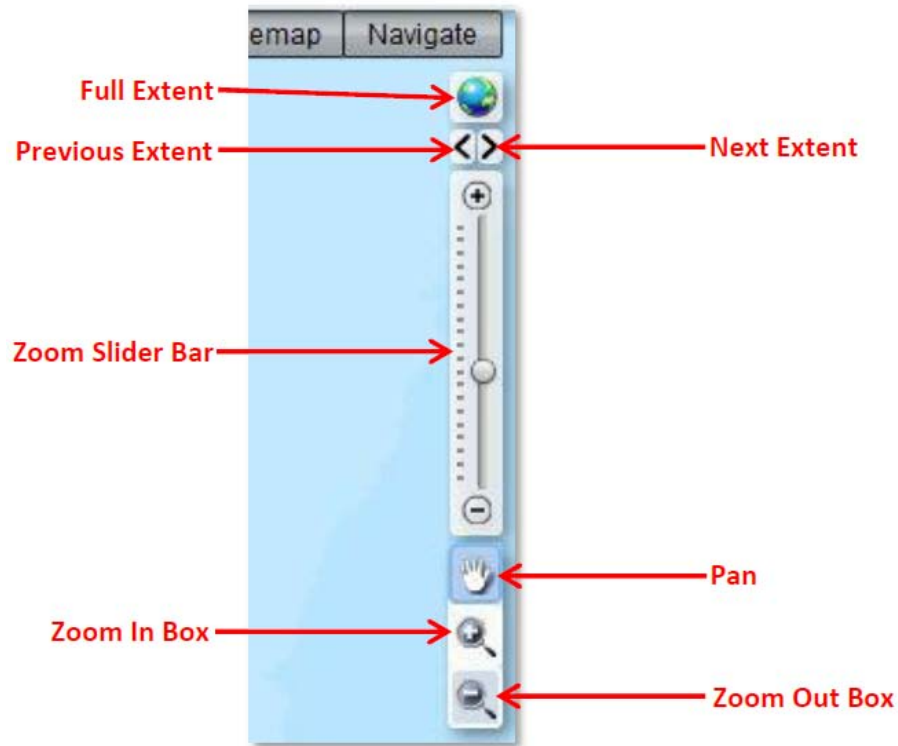 emap Navigate
Full Extent
Previous Extent
Next Extent
Zoom Slider Bar
Pan
Zoom In Box
Zoom Out Box